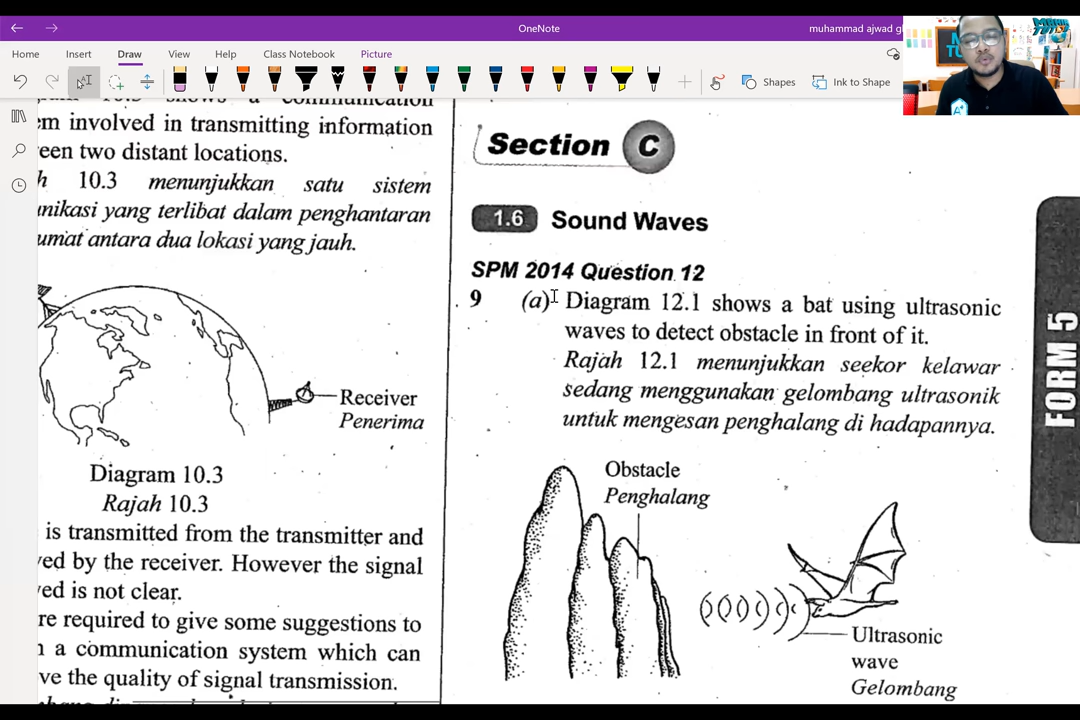 OneNote
muhammad ajwad
Home Insert Draw View Help Class Notebook Picture
Shapes Ink to Shape
communication
em involved in transmitting information
een two distant locations.
h 10.3 menunjukkan satu sistem
unikasi yang terlibat dalam penghantaran
umat antara dua lokasi yang jauh.
Receiver
Penerima
Diagram 10.3
Rajah 10.3
is transmitted from the transmitter and
ved by the receiver. However the signal
ved is not clear.
re required to give some suggestions to
a communication system which can
ve the quality of signal transmission.
Section C
1.6 Sound Waves
SPM 2014 Question 12
9 (a) Diagram 12.1 shows a bat using ultrasonic
waves to detect obstacle in front of it.
Rajah 12.1 menunjukkan seekor kelawar
sedang menggunakan gelombang ultrasonik
untuk mengesan penghalang di hadapannya.
Obstacle
Penghalang
Ultrasonic
wave
Gelombang
FORM 5